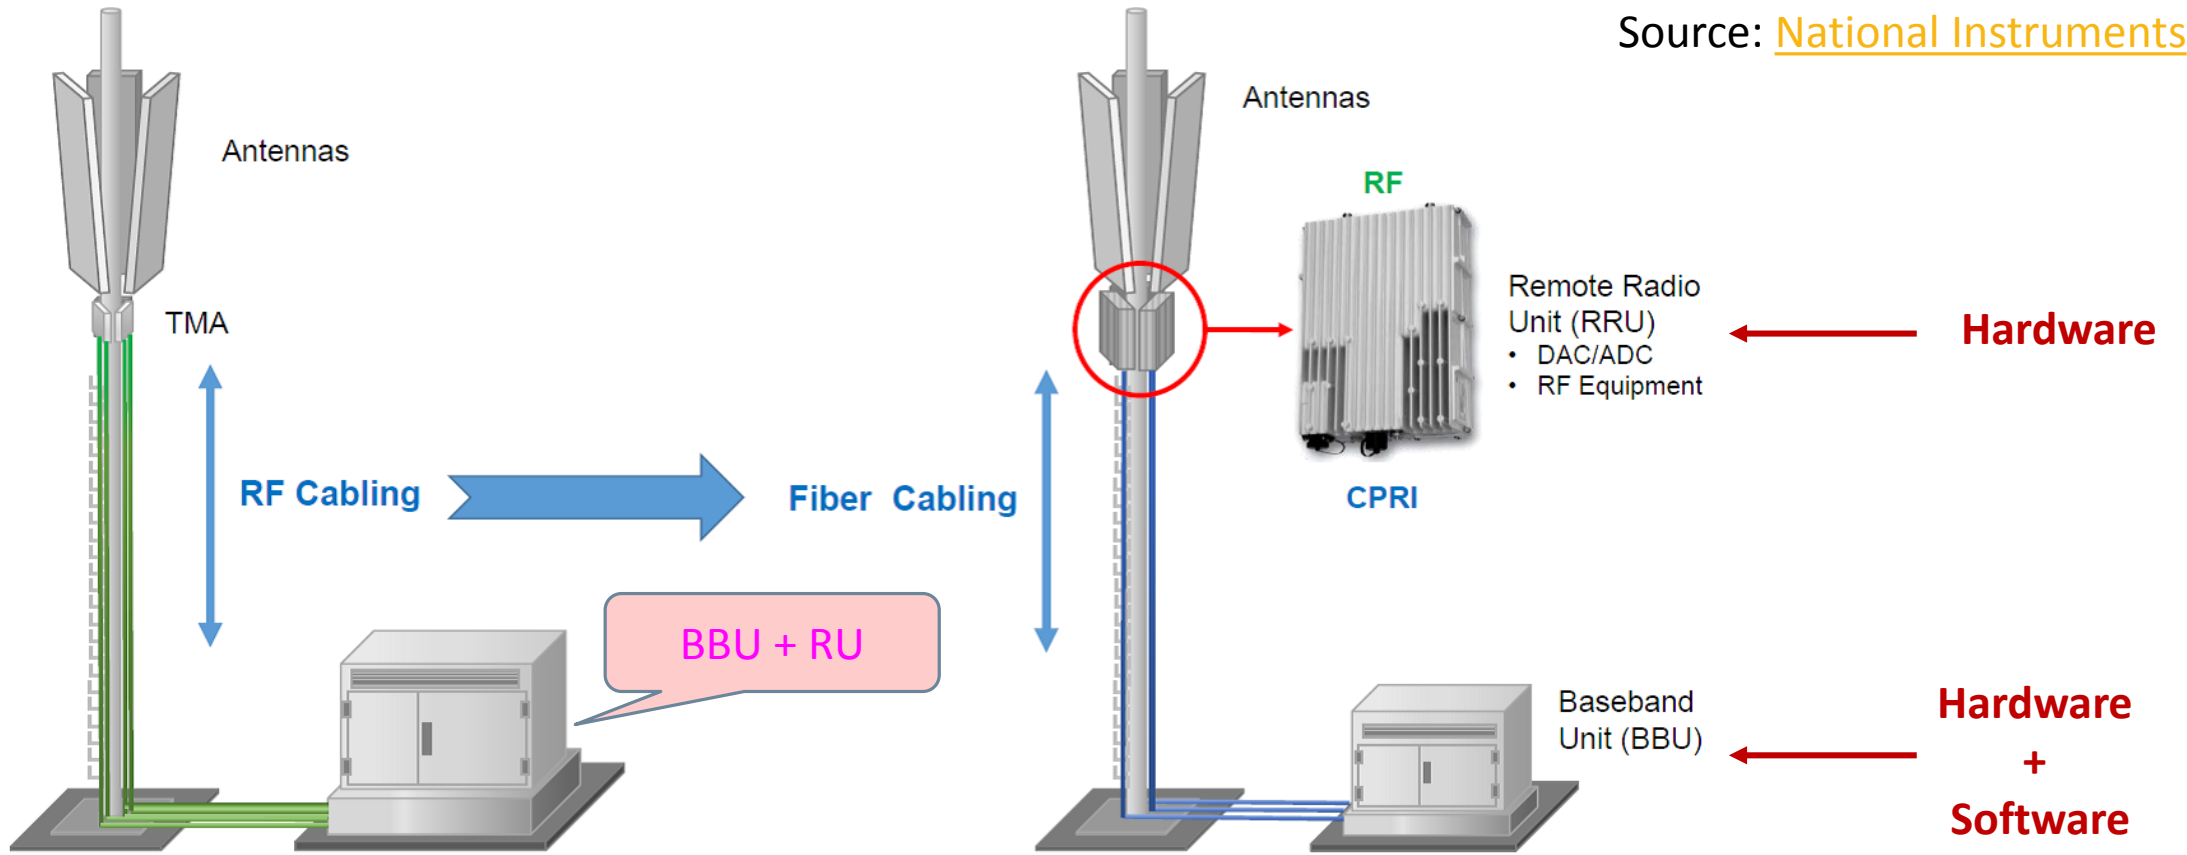 Source: National Instruments
Antennas
TMA
RF Cabling
BBU + RU
Fiber Cabling
Antennas
RF
CPRI
Remote Radio
Unit (RRU)
• DAC/ADC
• RF Equipment
Hardware
Baseband
Unit (BBU)
Hardware
+
Software